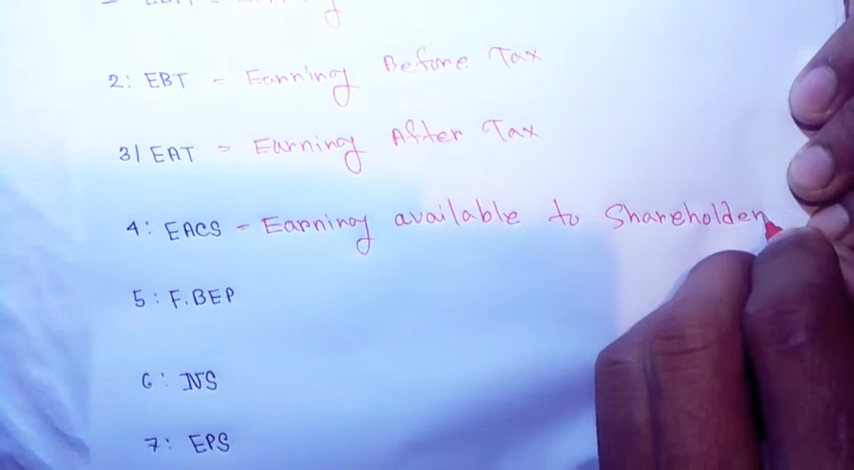 2: EBT = Earning Before Tax
3/ EAT = Earning After Tax
4: EACS = Earning available to Shareholder
5: F.BEP
6: NS
7: EPS